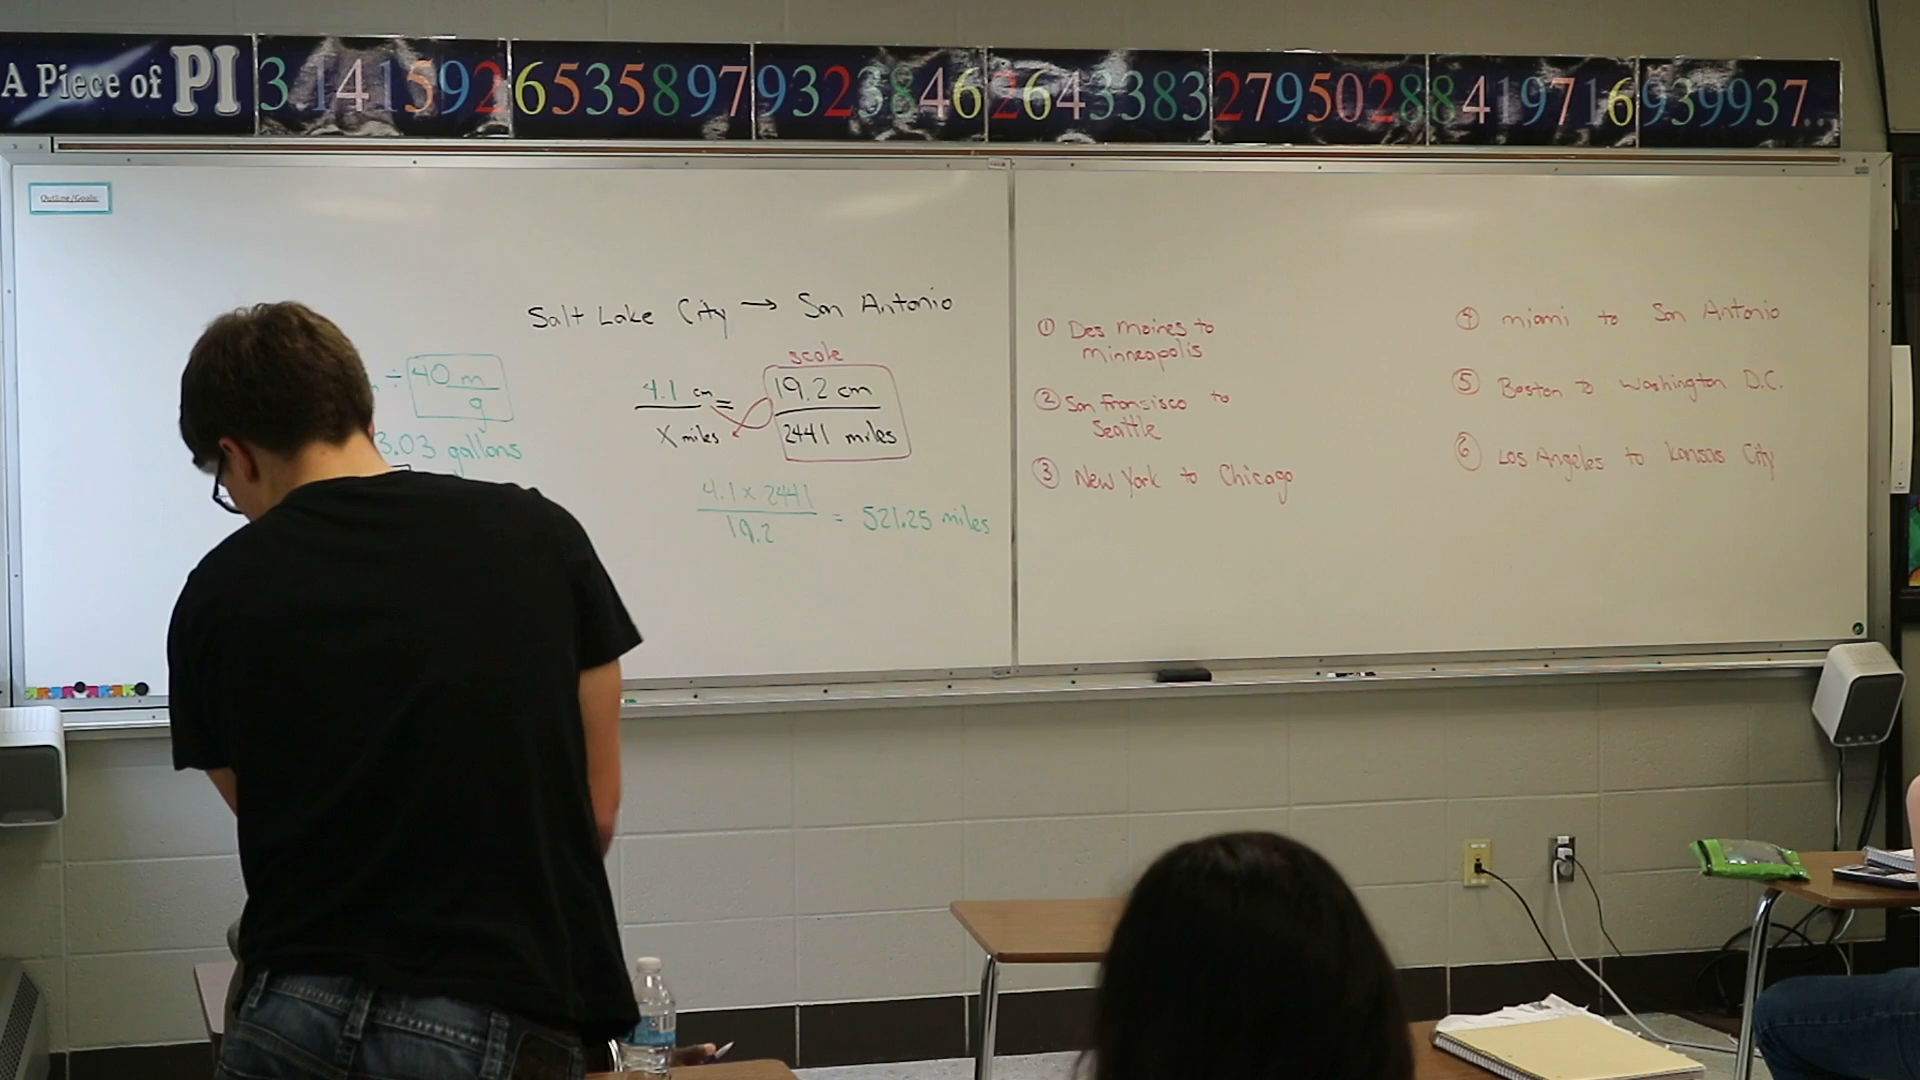 A Piece of PI 3.14159265358979323846264338327950288419716939937...
Outline/Goals:
Salt Lake City → San Antonio
÷ 40 m
g
3.03 gallons
scale
4.1 cm = 19.2 cm
X miles 2441 miles
4.1 x 2441
19.2
= 521.25 miles
① Des Moines to
Minneapolis
② San Fransisco to
Seattle
③ New York to Chicago
④ miami to San Antonio
⑤ Boston to Washington D.C.
⑥ Los Angeles to Kansas City